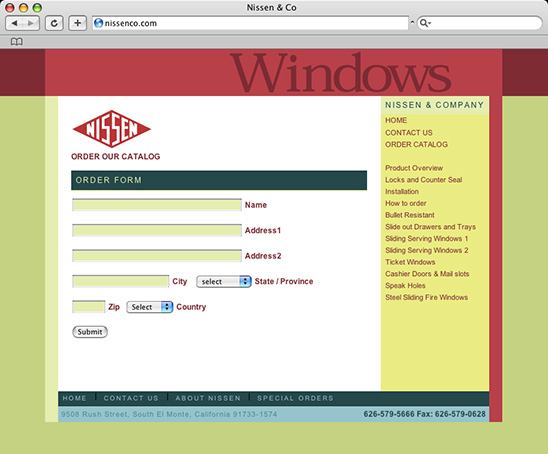 Nissen & Co
nissenco.com
Windows
NISSEN
ORDER OUR CATALOG
ORDER FORM
Name
Address1
Address2
City
select
State / Province
Zip
Select
Country
Submit
NISSEN & COMPANY
HOME
CONTACT US
ORDER CATALOG
Product Overview
Locks and Counter Seal
Installation
How to order
Bullet Resistant
Slide out Drawers and Trays
Sliding Serving Windows 1
Sliding Serving Windows 2
Ticket Windows
Cashier Doors & Mail slots
Speak Holes
Steel Sliding Fire Windows
HOME | CONTACT US | ABOUT NISSEN | SPECIAL ORDERS
9508 Rush Street, South El Monte, California 91733-1574
626-579-5666 Fax: 626-579-0628